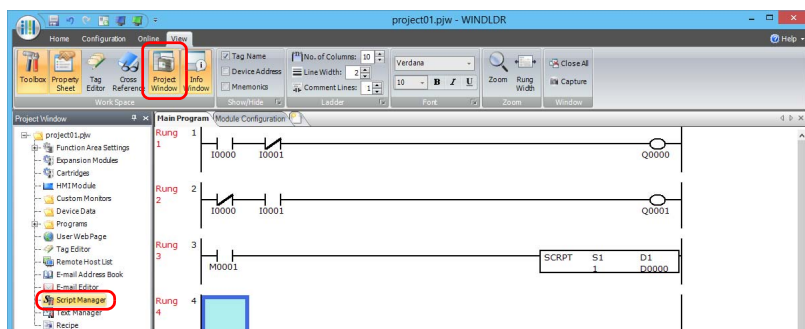 project01.pjw - WINDLDR
Home Configuration Online View Help
Toolbox Property Sheet Tag Editor Cross Reference Project Window Info Window
Work Space
Tag Name
Device Address
Mnemonics
Show/Hide
No. of Columns: 10
Line Width: 2
Comment Lines: 1
Ladder
Verdana
10 B I U
Font
Zoom Rung Width
Zoom
Close All
Capture
Window
Project Window
project01.pjw
Function Area Settings
Expansion Modules
Cartridges
HMI Module
Custom Monitors
Device Data
Programs
User Web Page
Tag Editor
Remote Host List
E-mail Address Book
E-mail Editor
Script Manager
Text Manager
Recipe
Main Program Module Configuration
Rung 1
1
I0000 I0001 Q0000
Rung 2
2
I0000 I0001 Q0001
Rung 3
3
M0001
SCRPT S1 D1
1 D0000
Rung 4
4